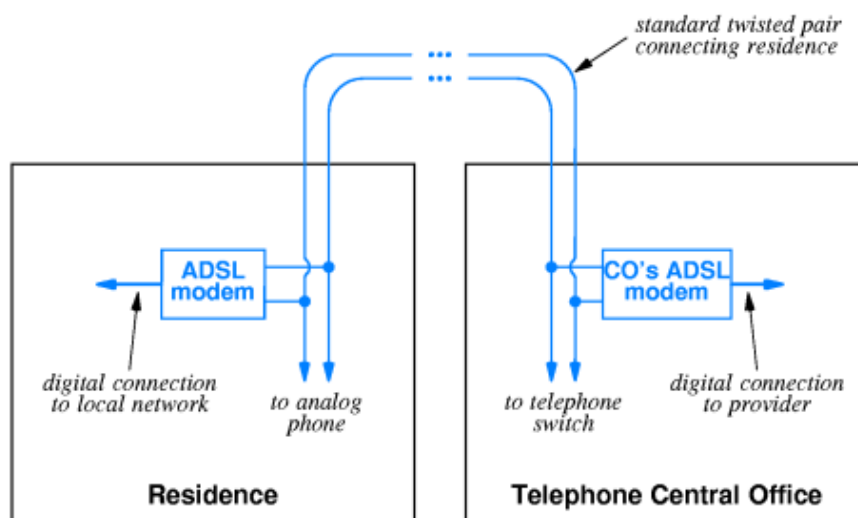 standard twisted pair
connecting residence
ADSL
modem
CO's ADSL
modem
digital connection
to local network
to analog
phone
to telephone
switch
digital connection
to provider
Residence
Telephone Central Office